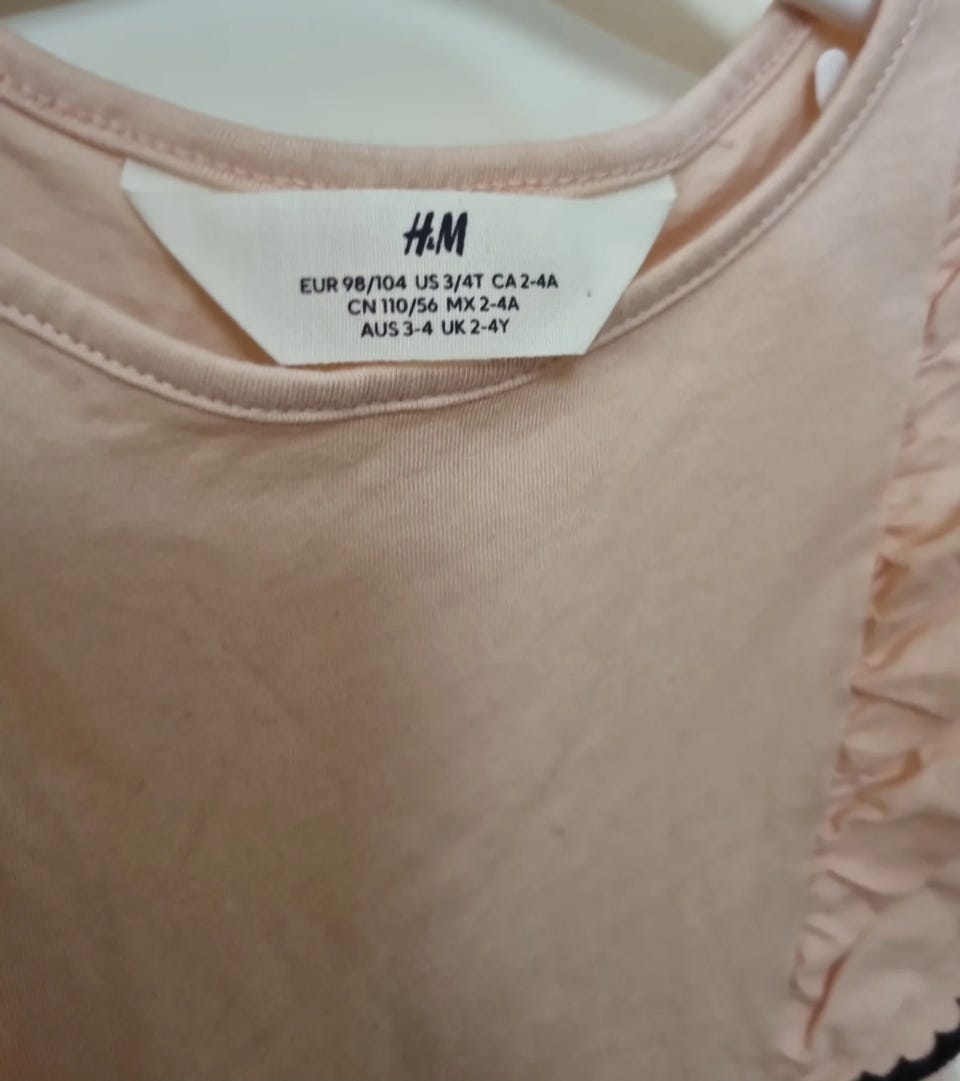 H&M
EUR 98/104 US 3/4T CA 2-4A
CN 110/56 MX 2-4A
AUS 3-4 UK 2-4Y